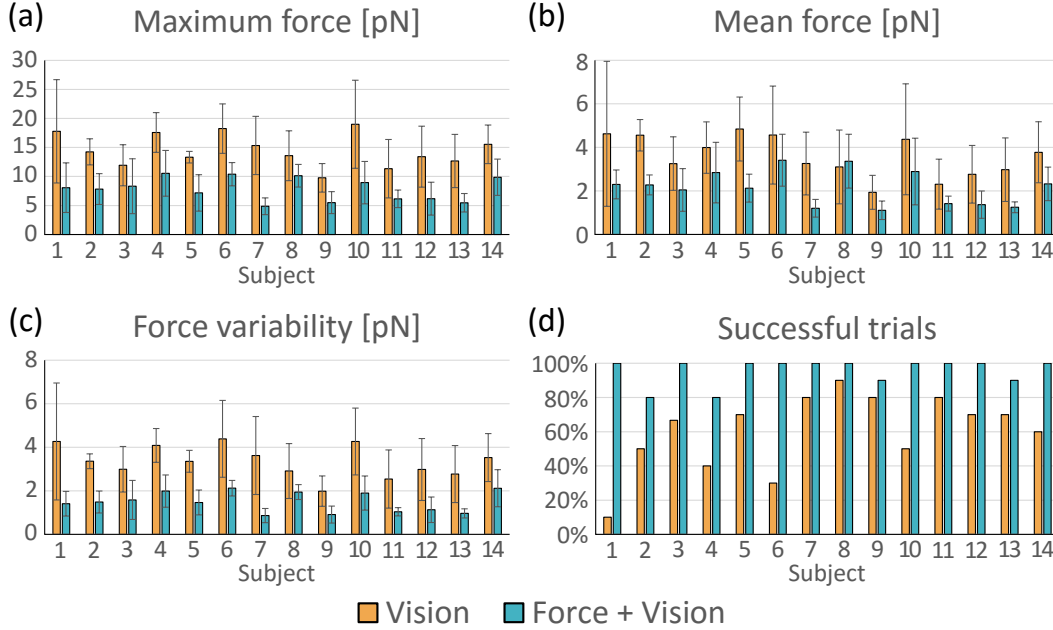 (a) Maximum force [pN]
30
25
20
15
10
5
0
1 2 3 4 5 6 7 8 9 10 11 12 13 14
Subject
(b) Mean force [pN]
8
6
4
2
0
1 2 3 4 5 6 7 8 9 10 11 12 13 14
Subject
(c) Force variability [pN]
8
6
4
2
0
1 2 3 4 5 6 7 8 9 10 11 12 13 14
Subject
(d) Successful trials
100%
80%
60%
40%
20%
0%
1 2 3 4 5 6 7 8 9 10 11 12 13 14
Subject
Vision Force + Vision